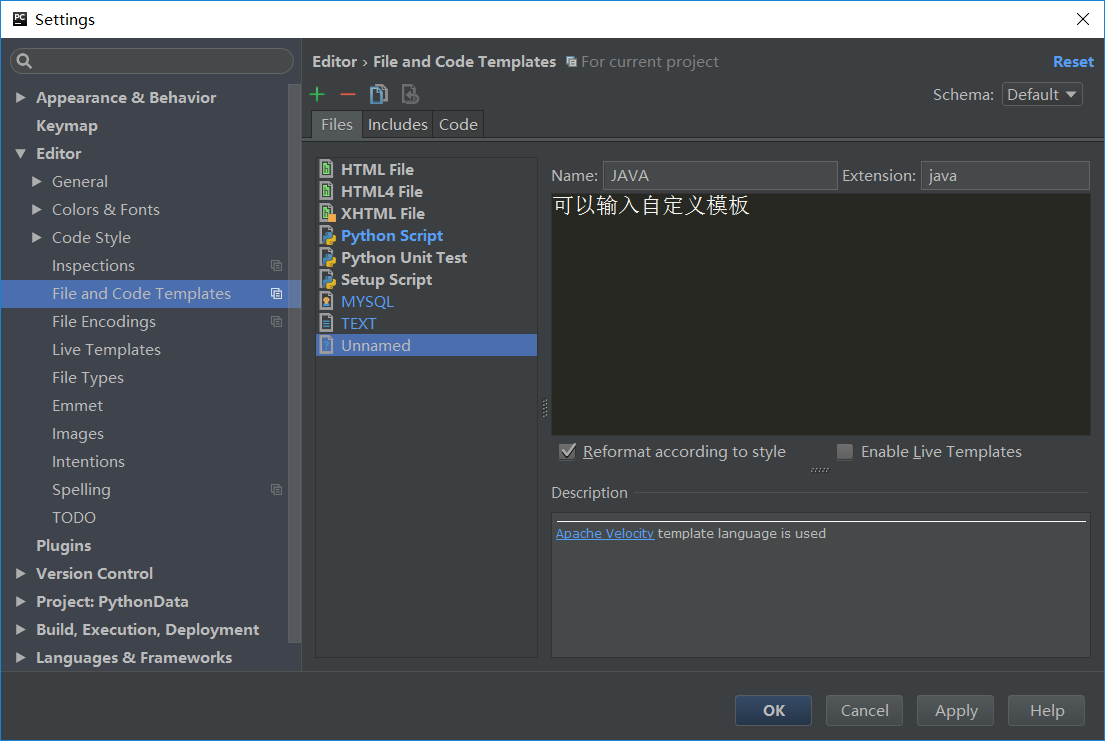 PC Settings
Editor › File and Code Templates For current project Reset
Schema: Default
Files Includes Code
Appearance & Behavior
Keymap
Editor
General
Colors & Fonts
Code Style
Inspections
File and Code Templates
File Encodings
Live Templates
File Types
Emmet
Images
Intentions
Spelling
TODO
Plugins
Version Control
Project: PythonData
Build, Execution, Deployment
Languages & Frameworks
HTML File
HTML4 File
XHTML File
Python Script
Python Unit Test
Setup Script
MYSQL
TEXT
Unnamed
Name: JAVA Extension: java
可以输入自定义模板
Reformat according to style Enable Live Templates
Description
Apache Velocity template language is used
OK Cancel Apply Help